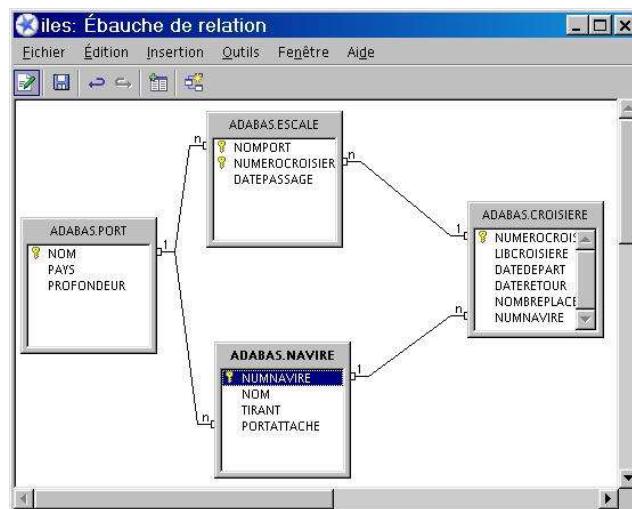 iles: Ébauche de relation
Fichier Édition Insertion Outils Fenêtre Aide
ADABAS.ESCALE
NOMPORT
NUMEROCROISIER
DATEPASSAGE
ADABAS.PORT
NOM
PAYS
PROFONDEUR
ADABAS.CROISIERE
NUMEROCROIS
LIBCROISIERE
DATEDEPART
DATERETOUR
NOMBREPLACE
NUMNAVIRE
ADABAS.NAVIRE
NUMNAVIRE
NOM
TIRANT
PORTATTACHE
n
n
1
1
n
1
n